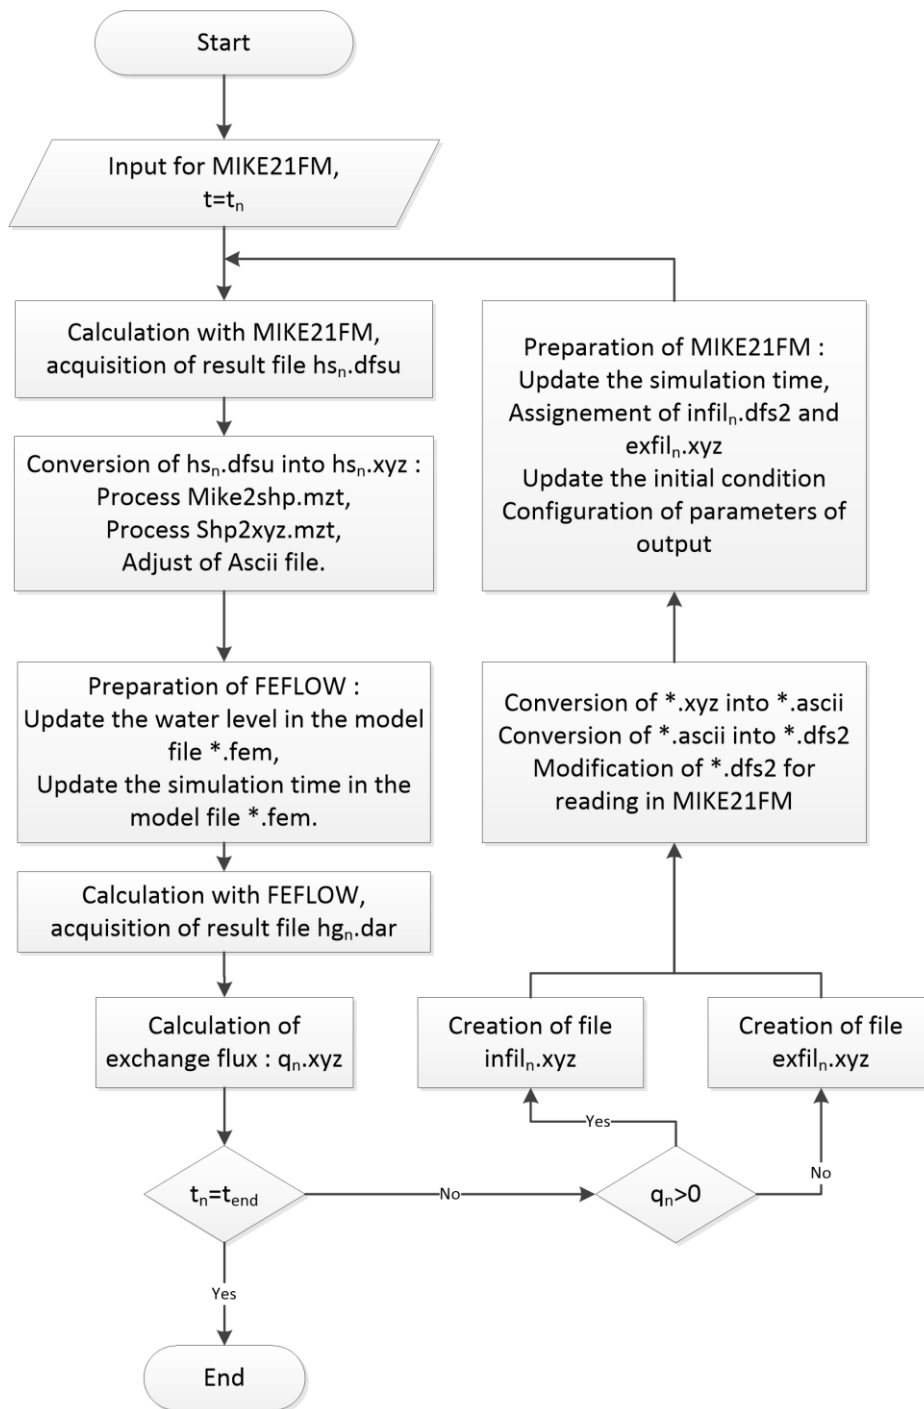 Start
Input for MIKE21FM,
t=tₙ
Calculation with MIKE21FM,
acquisition of result file hsₙ.dfsu
Conversion of hsₙ.dfsu into hsₙ.xyz :
Process Mike2shp.mzt,
Process Shp2xyz.mzt,
Adjust of Ascii file.
Preparation of FEFLOW :
Update the water level in the model
file *.fem,
Update the simulation time in the
model file *.fem.
Calculation with FEFLOW,
acquisition of result file hgₙ.dar
Calculation of
exchange flux : qₙ.xyz
tₙ=t_end
Yes
End
No
qₙ>0
Yes
No
Creation of file
infilₙ.xyz
Creation of file
exfilₙ.xyz
Conversion of *.xyz into *.ascii
Conversion of *.ascii into *.dfs2
Modification of *.dfs2 for
reading in MIKE21FM
Preparation of MIKE21FM :
Update the simulation time,
Assignement of infilₙ.dfs2 and
exfilₙ.xyz
Update the initial condition
Configuration of parameters of
output